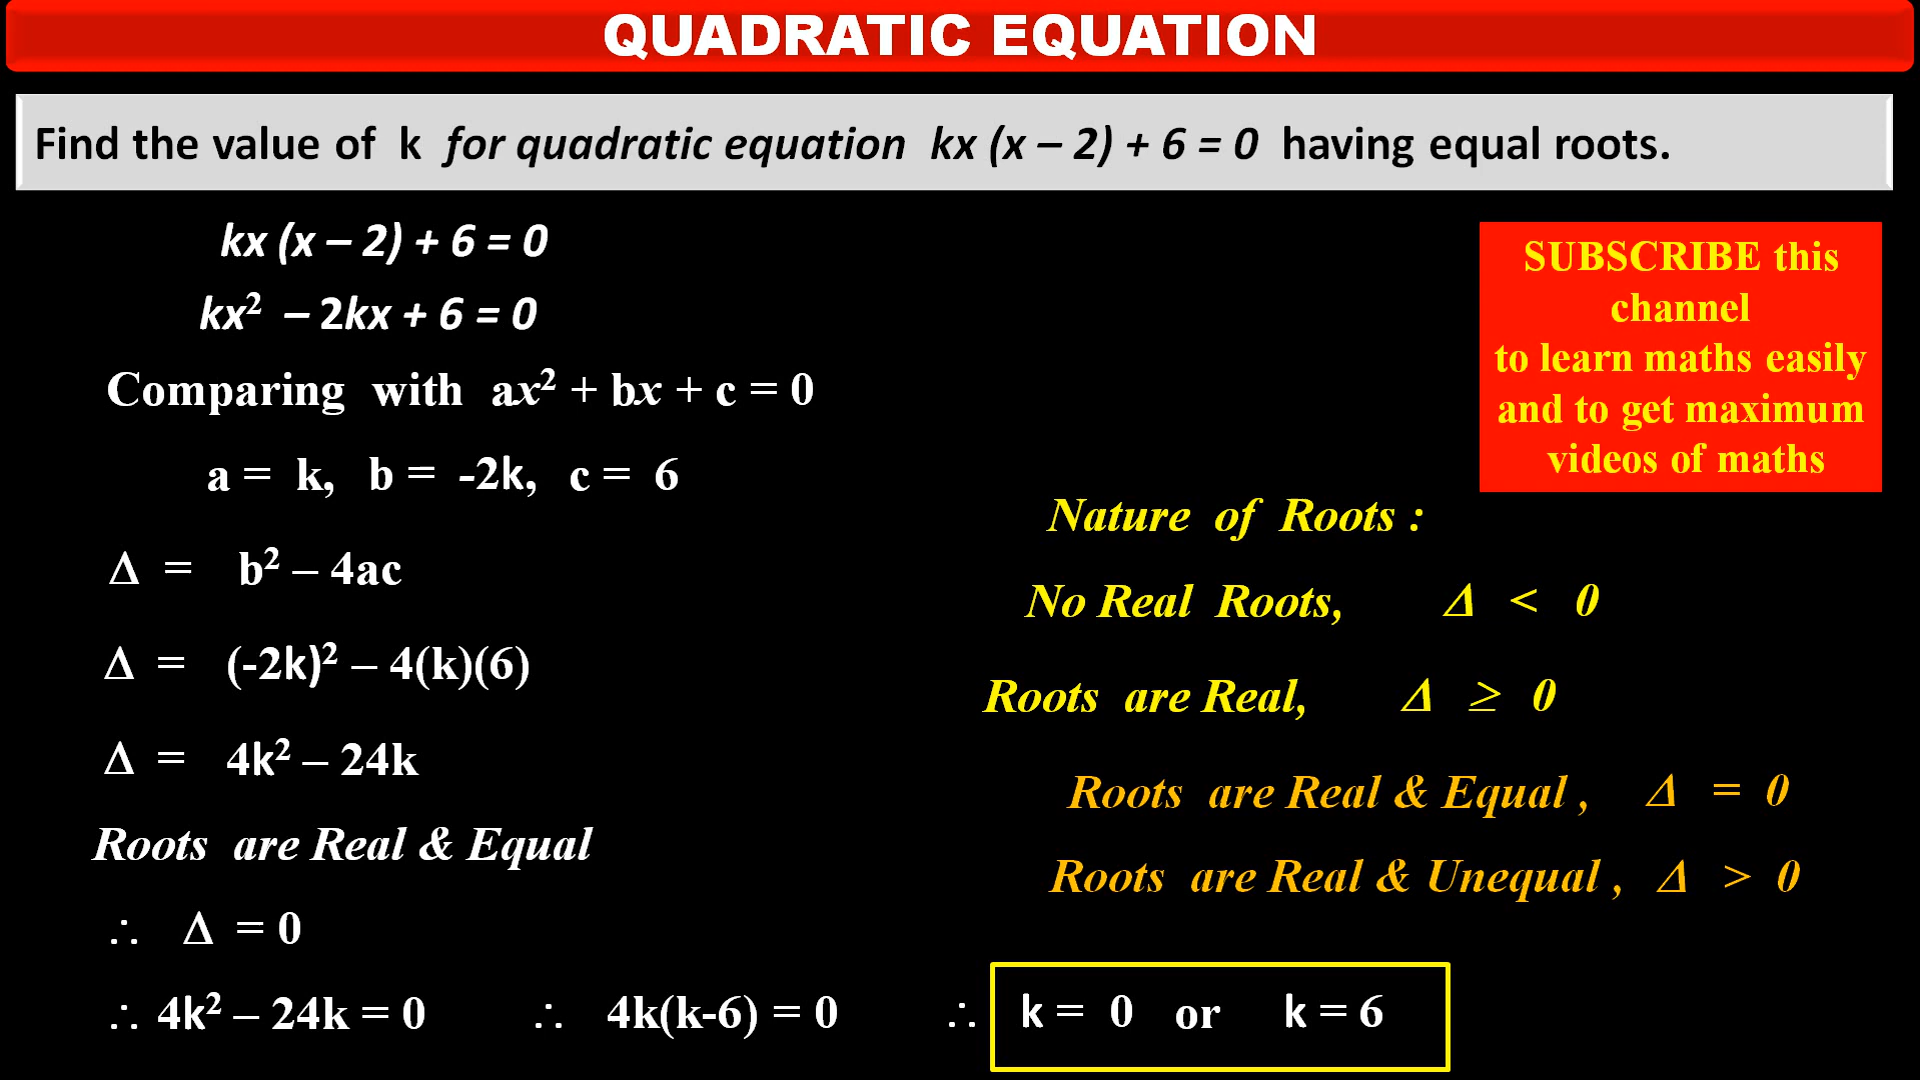 QUADRATIC EQUATION
Find the value of k for quadratic equation kx (x – 2) + 6 = 0 having equal roots.
kx (x – 2) + 6 = 0
kx² – 2kx + 6 = 0
Comparing with ax² + bx + c = 0
a = k, b = -2k, c = 6
Δ = b² – 4ac
Δ = (-2k)² – 4(k)(6)
Δ = 4k² – 24k
Roots are Real & Equal
∴ Δ = 0
∴ 4k² – 24k = 0 ∴ 4k(k-6) = 0 ∴ k = 0 or k = 6
SUBSCRIBE this
channel
to learn maths easily
and to get maximum
videos of maths
Nature of Roots :
No Real Roots, Δ < 0
Roots are Real, Δ ≥ 0
Roots are Real & Equal , Δ = 0
Roots are Real & Unequal , Δ > 0